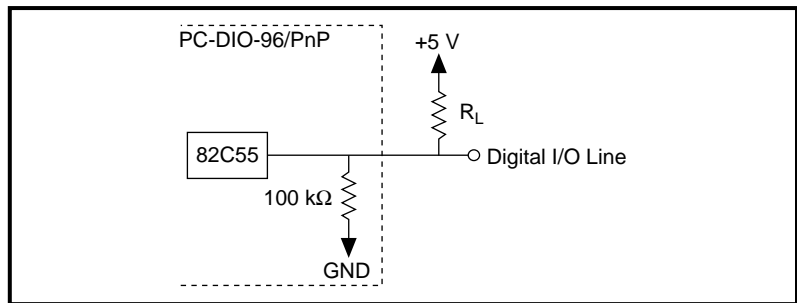 PC-DIO-96/PnP
+5 V
R_L
82C55
Digital I/O Line
100 kΩ
GND